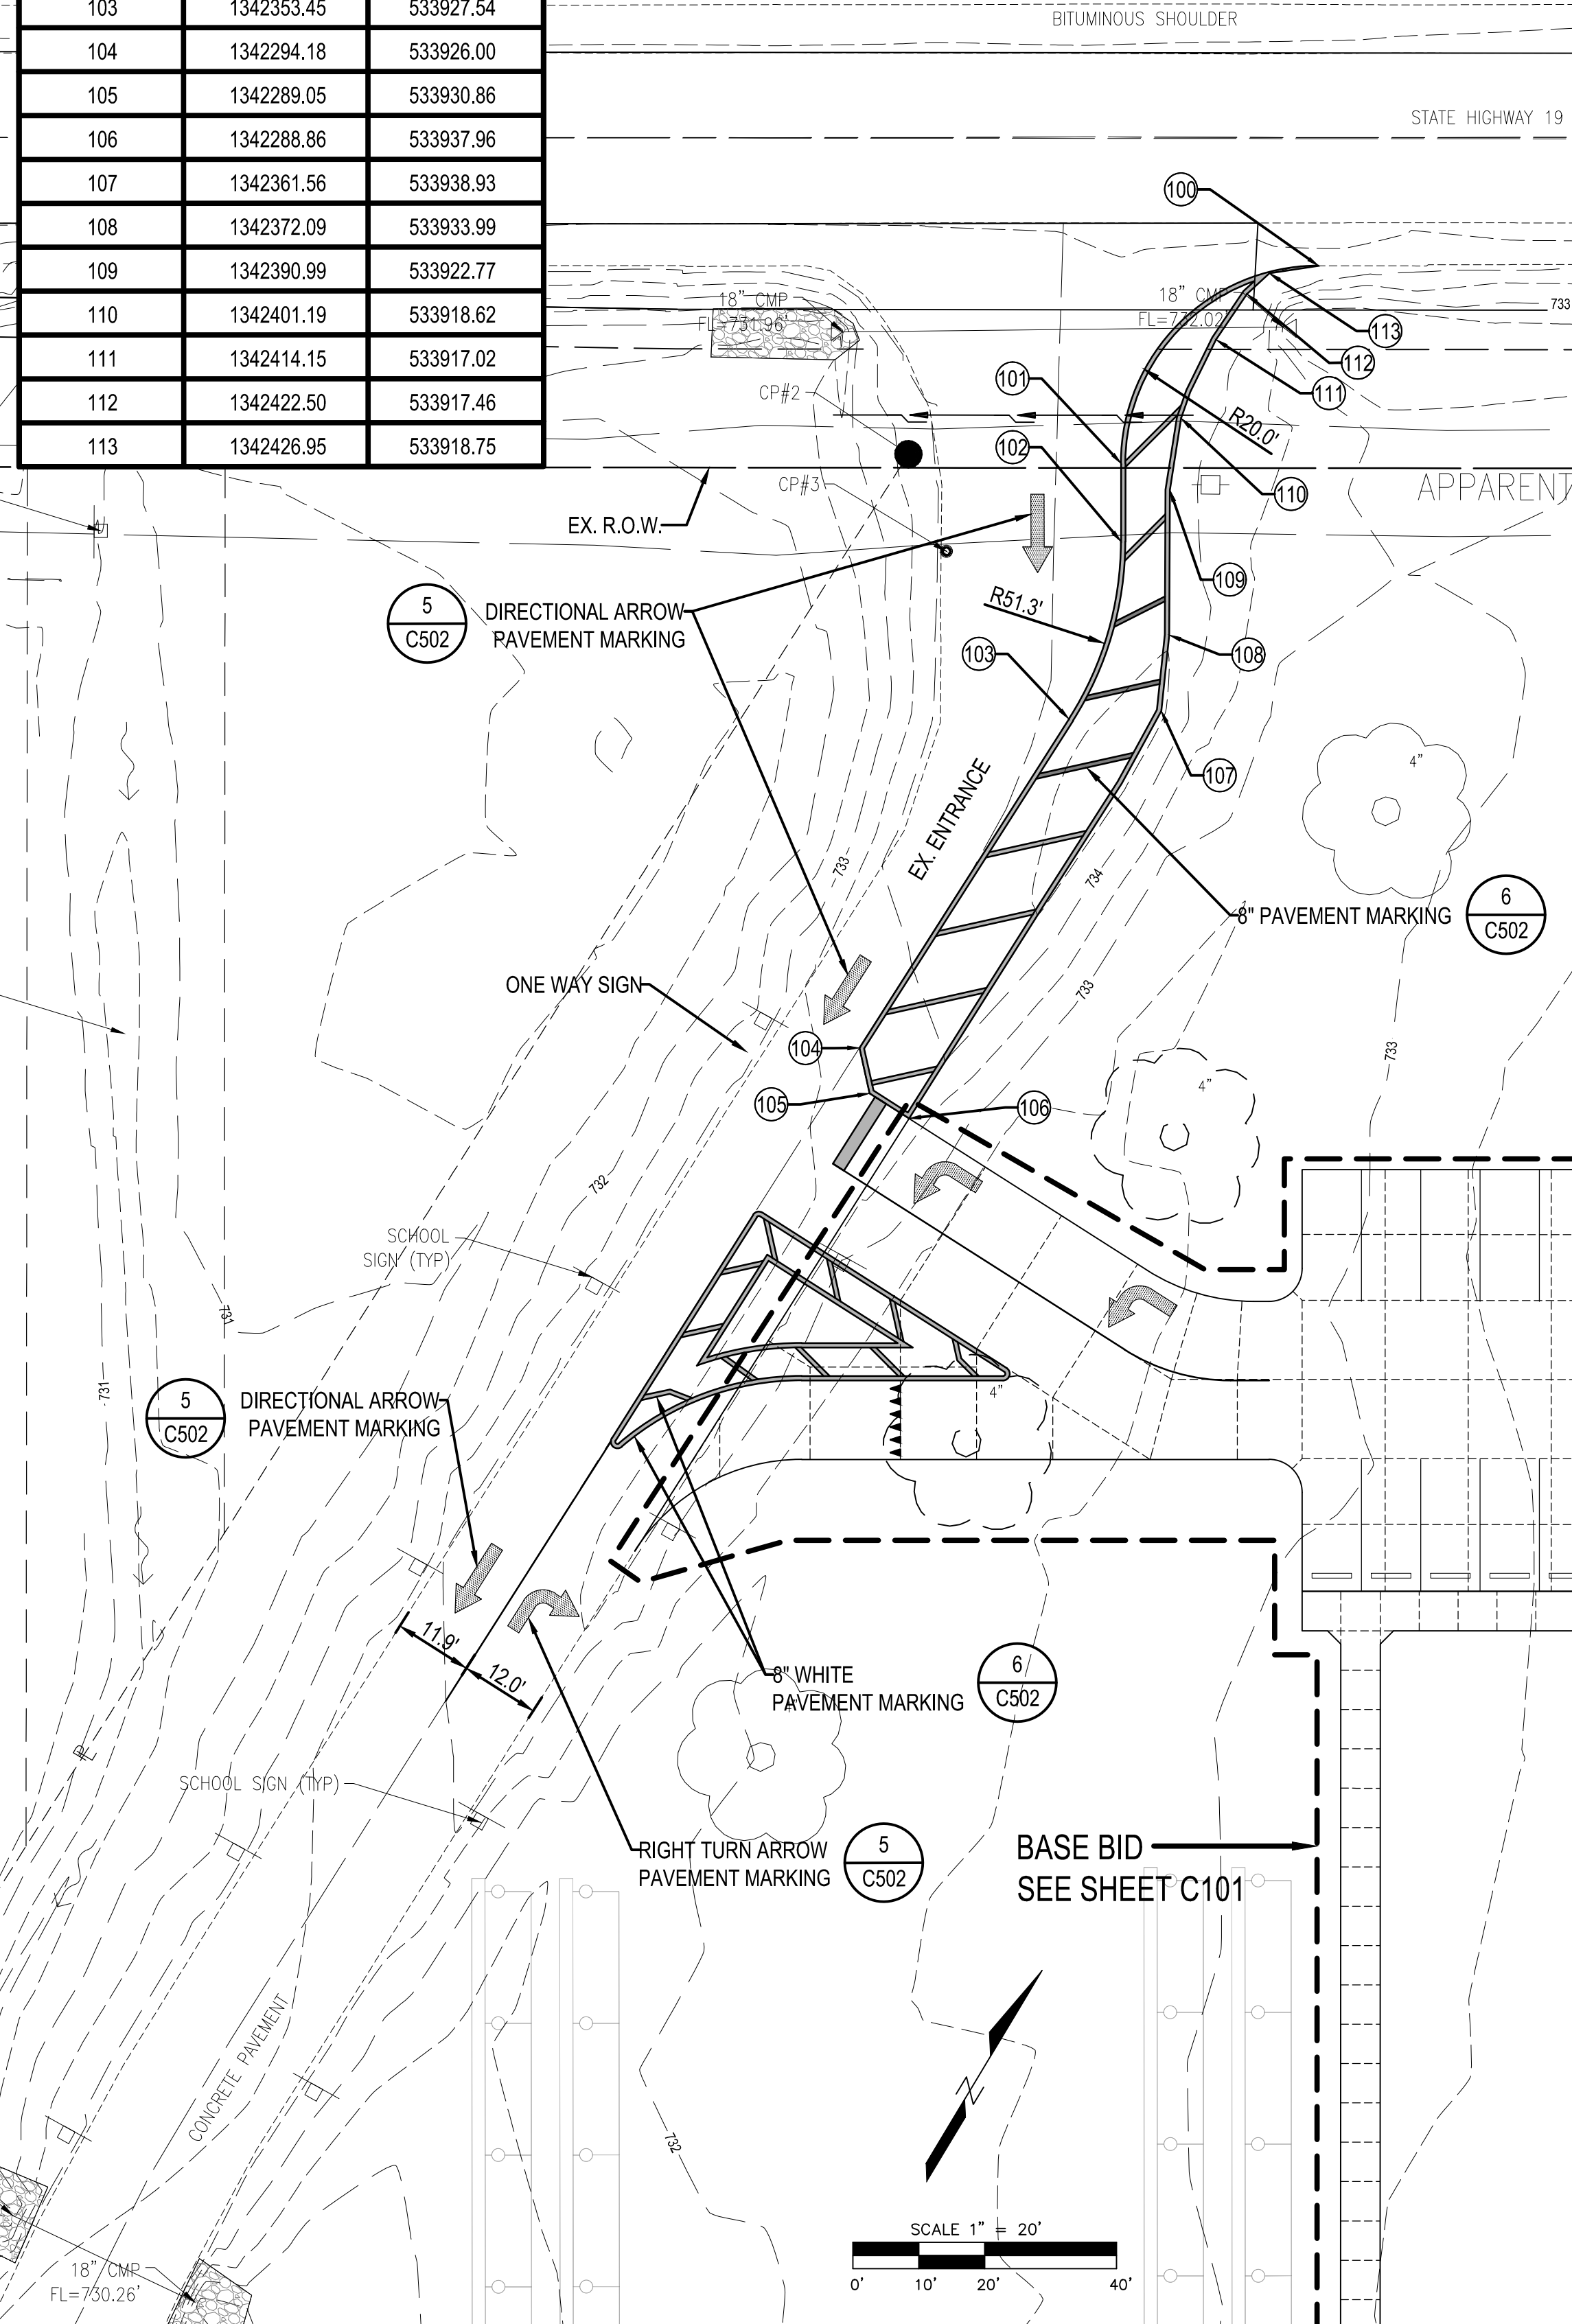 103 1342353.45 533927.54
104 1342294.18 533926.00
105 1342289.05 533930.86
106 1342288.86 533937.96
107 1342361.56 533938.93
108 1342372.09 533933.99
109 1342390.99 533922.77
110 1342401.19 533918.62
111 1342414.15 533917.02
112 1342422.50 533917.46
113 1342426.95 533918.75
BITUMINOUS SHOULDER
STATE HIGHWAY 19
100
18" CMP
FL=731.96'
18" CMP
FL=732.02'
733
113
112
111
101
CP#2
R20.0'
102
CP#3
110
APPARENT
EX. R.O.W.
109
5
C502
DIRECTIONAL ARROW
PAVEMENT MARKING
R51.3'
103
108
107
4"
EX. ENTRANCE
733
734
8" PAVEMENT MARKING
6
C502
ONE WAY SIGN
733
104
733
4"
105
106
732
SCHOOL
SIGN (TYP)
731
731
5
C502
DIRECTIONAL ARROW
PAVEMENT MARKING
4"
11.9'
12.0'
8" WHITE
PAVEMENT MARKING
6
C502
4"
SCHOOL SIGN (TYP)
RIGHT TURN ARROW
PAVEMENT MARKING
5
C502
BASE BID
SEE SHEET C101
CONCRETE PAVEMENT
732
N
SCALE 1" = 20'
0' 10' 20' 40'
18" CMP
FL=730.26'